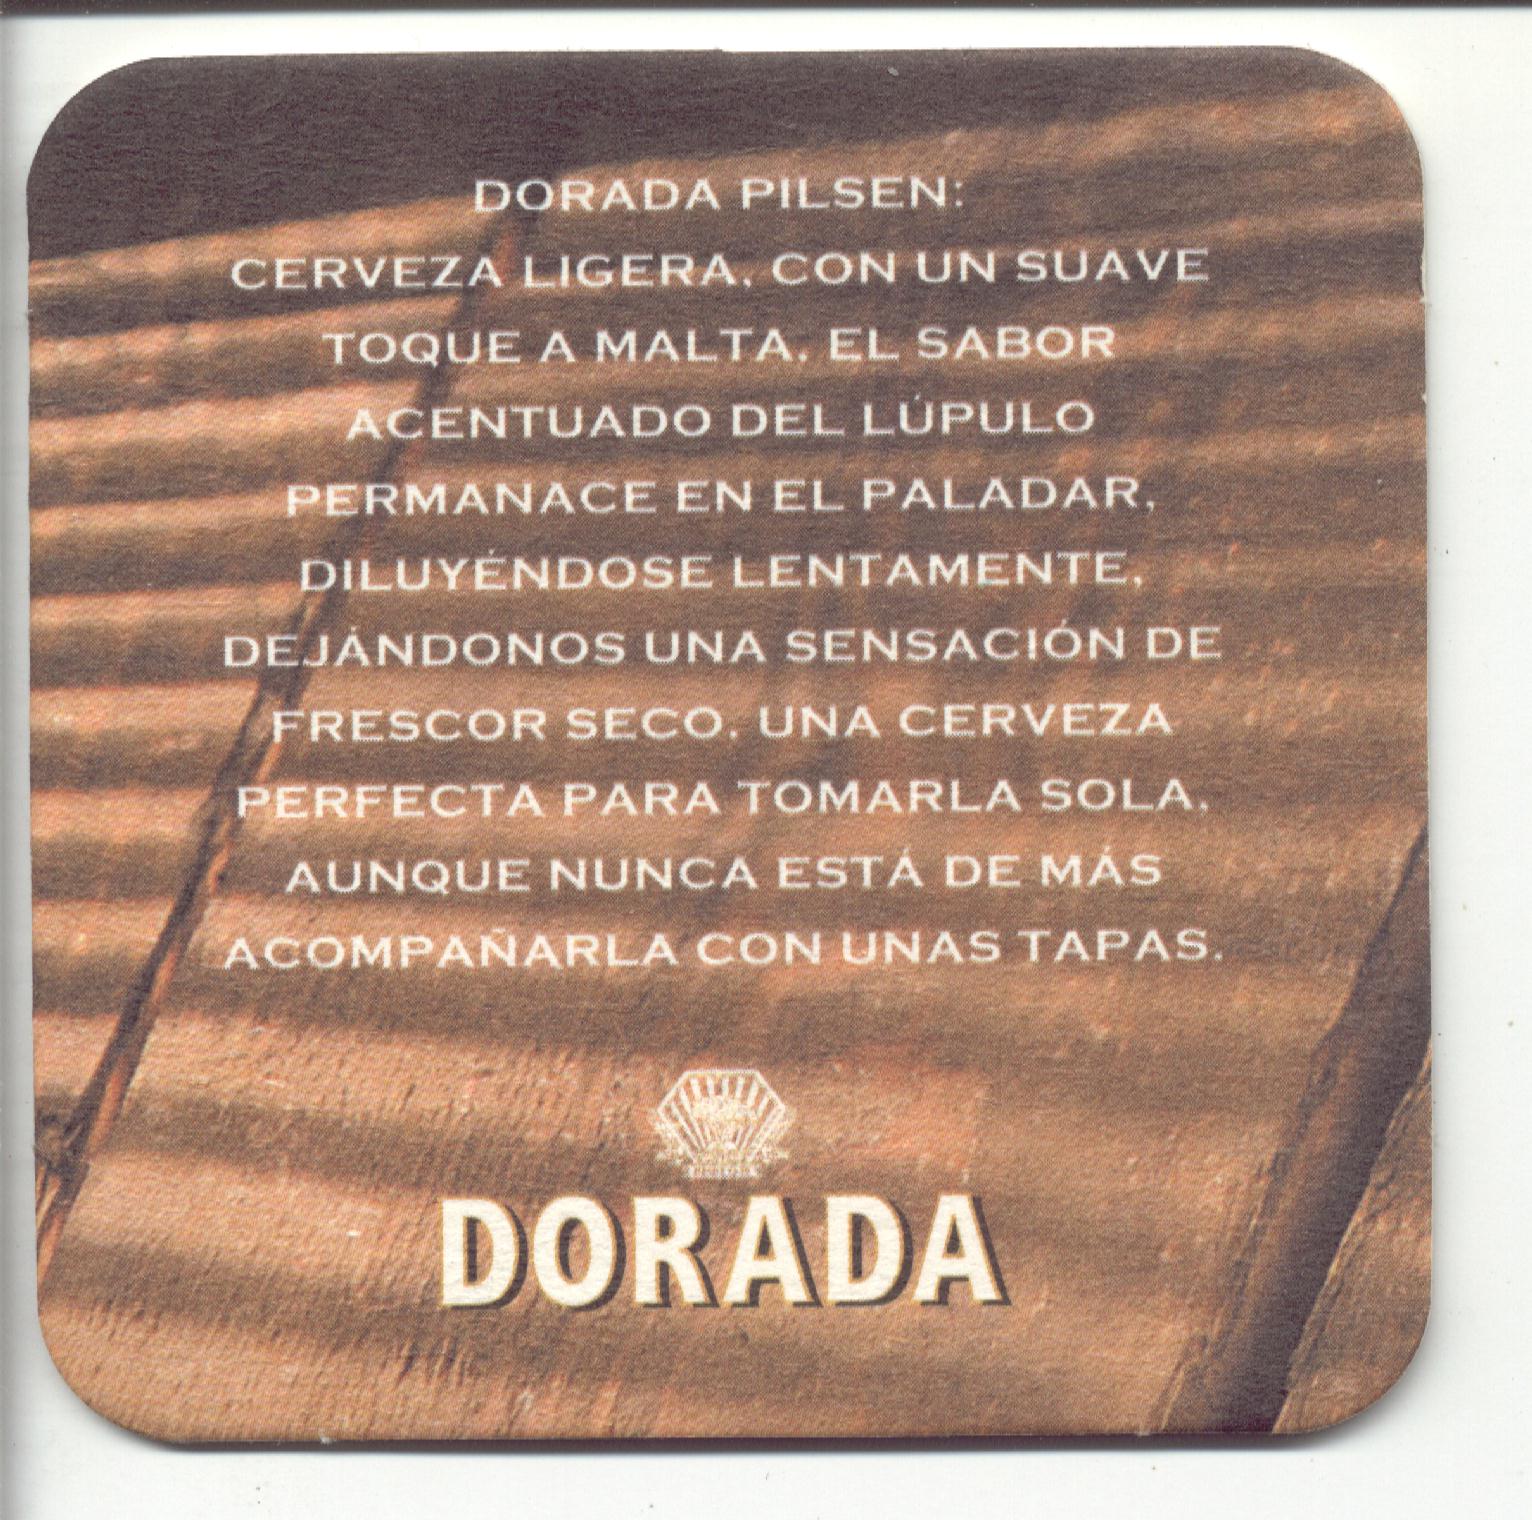 DORADA PILSEN:
CERVEZA LIGERA, CON UN SUAVE
TOQUE A MALTA. EL SABOR
ACENTUADO DEL LÚPULO
PERMANACE EN EL PALADAR,
DILUYÉNDOSE LENTAMENTE,
DEJÁNDONOS UNA SENSACIÓN DE
FRESCOR SECO. UNA CERVEZA
PERFECTA PARA TOMARLA SOLA,
AUNQUE NUNCA ESTÁ DE MÁS
ACOMPAÑARLA CON UNAS TAPAS.
DORADA